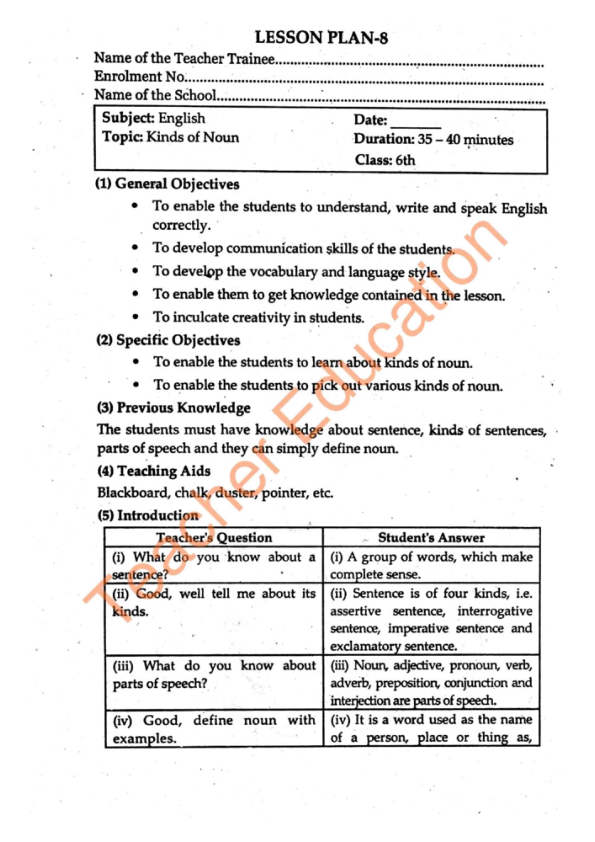 LESSON PLAN-8
Name of the Teacher Trainee......................................................................
Enrolment No......................................................................................
Name of the School................................................................................
Subject: English
Topic: Kinds of Noun
Date: _______
Duration: 35 – 40 minutes
Class: 6th
(1) General Objectives
• To enable the students to understand, write and speak English
correctly.
• To develop communication skills of the students.
• To develop the vocabulary and language style.
• To enable them to get knowledge contained in the lesson.
• To inculcate creativity in students.
(2) Specific Objectives
• To enable the students to learn about kinds of noun.
• To enable the students to pick out various kinds of noun.
(3) Previous Knowledge
The students must have knowledge about sentence, kinds of sentences,
parts of speech and they can simply define noun.
(4) Teaching Aids
Blackboard, chalk, duster, pointer, etc.
(5) Introduction
Teacher's Question
Student's Answer
(i) What do you know about a
sentence?
(i) A group of words, which make
complete sense.
(ii) Good, well tell me about its
kinds.
(ii) Sentence is of four kinds, i.e.
assertive sentence, interrogative
sentence, imperative sentence and
exclamatory sentence.
(iii) What do you know about
parts of speech?
(iii) Noun, adjective, pronoun, verb,
adverb, preposition, conjunction and
interjection are parts of speech.
(iv) Good, define noun with
examples.
(iv) It is a word used as the name
of a person, place or thing as,
Teacher Education